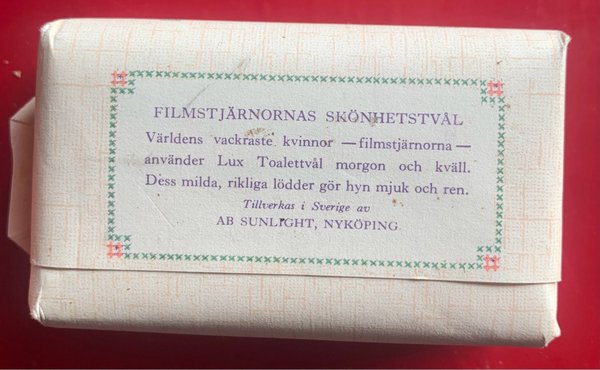 FILMSTJÄRNORNAS SKÖNHETSTVÅL
Världens vackraste kvinnor — filmstjärnorna —
använder Lux Toalettvål morgon och kväll.
Dess milda, rikliga lödder gör hyn mjuk och ren.
Tillverkas i Sverige av
AB SUNLIGHT, NYKÖPING